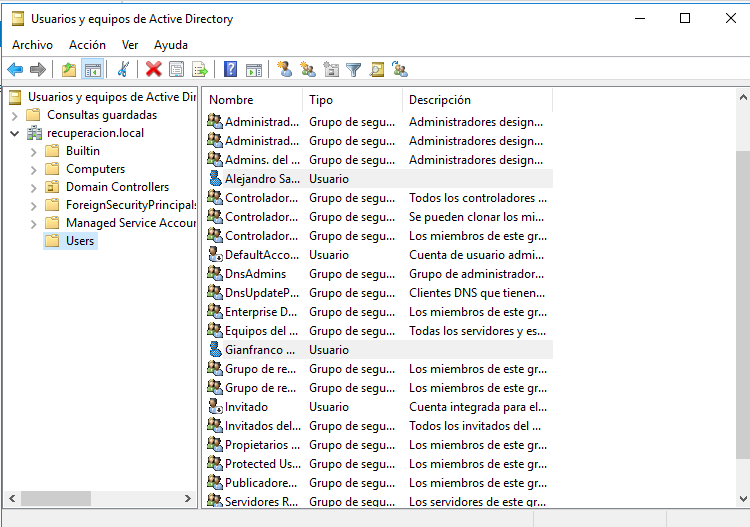 Usuarios y equipos de Active Directory
Archivo Acción Ver Ayuda
Usuarios y equipos de Active Dir
Consultas guardadas
recuperacion.local
Builtin
Computers
Domain Controllers
ForeignSecurityPrincipals
Managed Service Accour
Users
Nombre Tipo Descripción
Administrad... Grupo de segu... Administradores design...
Administrad... Grupo de segu... Administradores design...
Admins. del ... Grupo de segu... Administradores design...
Alejandro Sa... Usuario
Controlador... Grupo de segu... Todos los controladores ...
Controlador... Grupo de segu... Se pueden clonar los mi...
Controlador... Grupo de segu... Los miembros de este gr...
DefaultAcco... Usuario Cuenta de usuario admi...
DnsAdmins Grupo de segu... Grupo de administrador...
DnsUpdateP... Grupo de segu... Clientes DNS que tienen...
Enterprise D... Grupo de segu... Los miembros de este gr...
Equipos del ... Grupo de segu... Todas los servidores y es...
Gianfranco ... Usuario
Grupo de re... Grupo de segu... Los miembros de este gr...
Grupo de re... Grupo de segu... Los miembros de este gr...
Invitado Usuario Cuenta integrada para el...
Invitados del... Grupo de segu... Todos los invitados del ...
Propietarios ... Grupo de segu... Los miembros de este gr...
Protected Us... Grupo de segu... Los miembros de este gr...
Publicadore... Grupo de segu... Los miembros de este gr...
Servidores R... Grupo de segu... Los servidores de este gr...